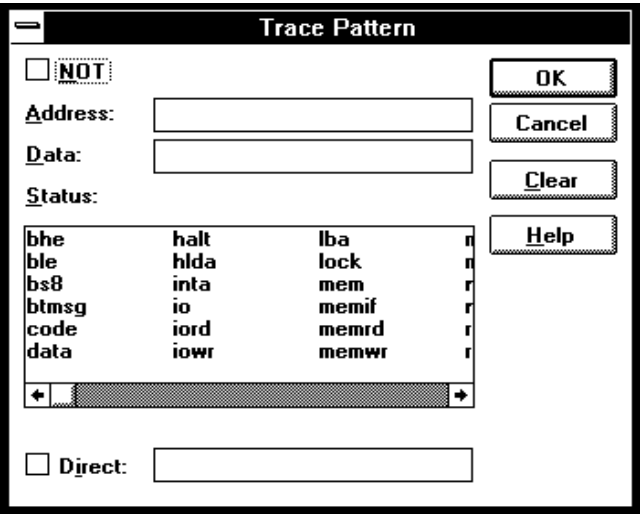 Trace Pattern
NOT
OK
Address:
Cancel
Data:
Clear
Status:
Help
bhe halt lba
ble hlda lock
bs8 inta mem
btmsg io memif
code iord memrd
data iowr memwr
Direct: